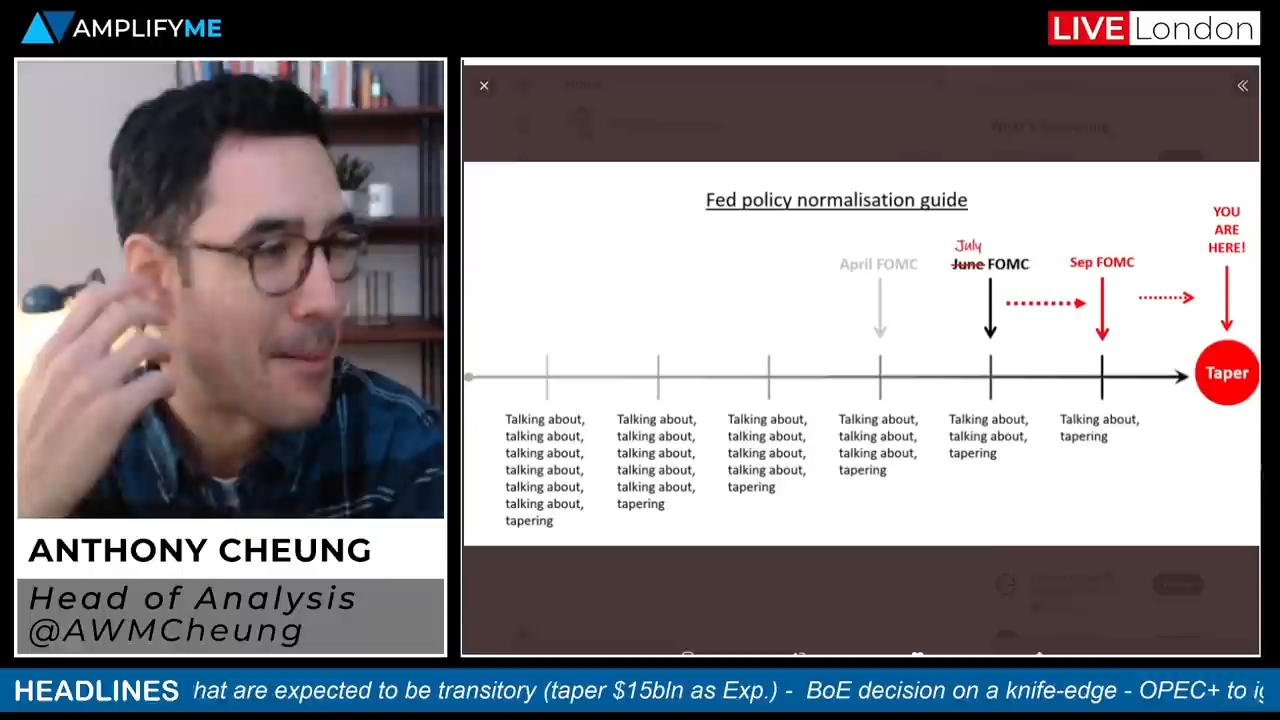 AMPLIFYME
LIVE London
Fed policy normalisation guide
YOU
ARE
HERE!
July
April FOMC
June FOMC
Sep FOMC
Taper
Talking about,
talking about,
talking about,
talking about,
talking about,
talking about,
tapering
Talking about,
talking about,
talking about,
talking about,
talking about,
tapering
Talking about,
talking about,
talking about,
talking about,
tapering
Talking about,
talking about,
talking about,
tapering
Talking about,
talking about,
tapering
Talking about,
tapering
ANTHONY CHEUNG
Head of Analysis
@AWMCheung
HEADLINES hat are expected to be transitory (taper $15bln as Exp.) - BoE decision on a knife-edge - OPEC+ to